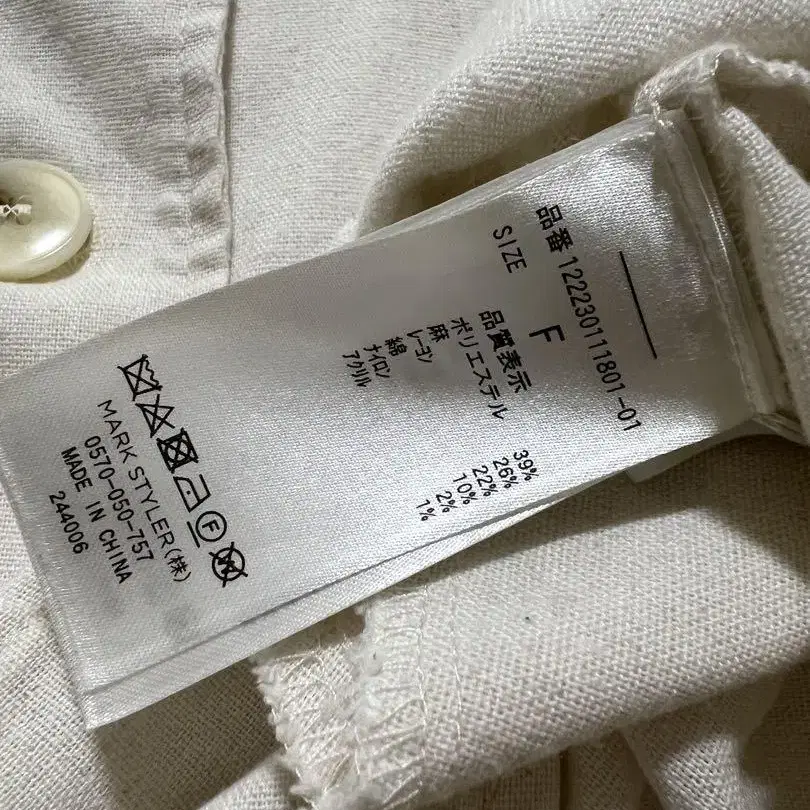 品番 122230111801-01
SIZE F
品質表示
ポリエステル 39%
レーヨン 26%
麻 22%
綿 10%
ナイロン 2%
アクリル 1%
F
MARK STYLER(株)
0570-050-757
MADE IN CHINA
244006